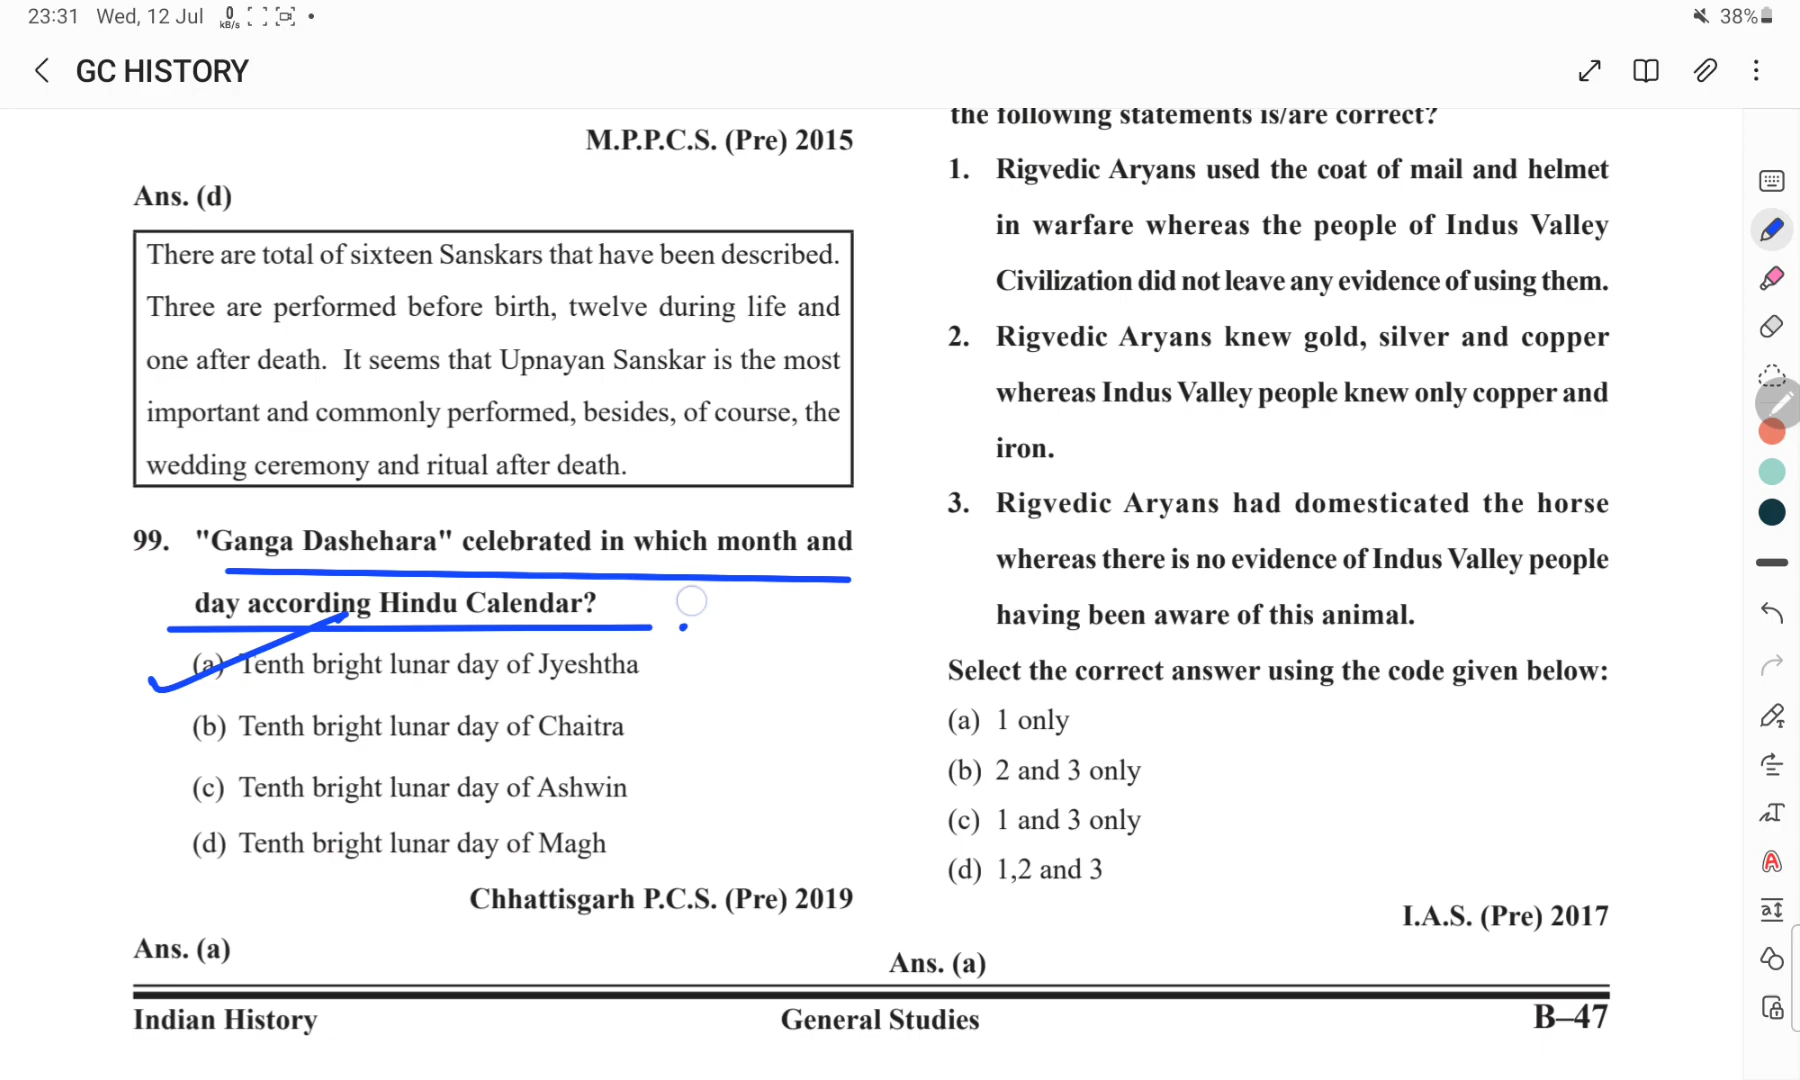 23:31 Wed, 12 Jul 0 kB/s 38%
GC HISTORY
M.P.P.C.S. (Pre) 2015
Ans. (d)
There are total of sixteen Sanskars that have been described.
Three are performed before birth, twelve during life and
one after death. It seems that Upnayan Sanskar is the most
important and commonly performed, besides, of course, the
wedding ceremony and ritual after death.
99. "Ganga Dashehara" celebrated in which month and
day according Hindu Calendar?
(a) Tenth bright lunar day of Jyeshtha
(b) Tenth bright lunar day of Chaitra
(c) Tenth bright lunar day of Ashwin
(d) Tenth bright lunar day of Magh
Chhattisgarh P.C.S. (Pre) 2019
Ans. (a)
the following statements is/are correct?
1. Rigvedic Aryans used the coat of mail and helmet
in warfare whereas the people of Indus Valley
Civilization did not leave any evidence of using them.
2. Rigvedic Aryans knew gold, silver and copper
whereas Indus Valley people knew only copper and
iron.
3. Rigvedic Aryans had domesticated the horse
whereas there is no evidence of Indus Valley people
having been aware of this animal.
Select the correct answer using the code given below:
(a) 1 only
(b) 2 and 3 only
(c) 1 and 3 only
(d) 1,2 and 3
I.A.S. (Pre) 2017
Ans. (a)
Indian History General Studies B–47